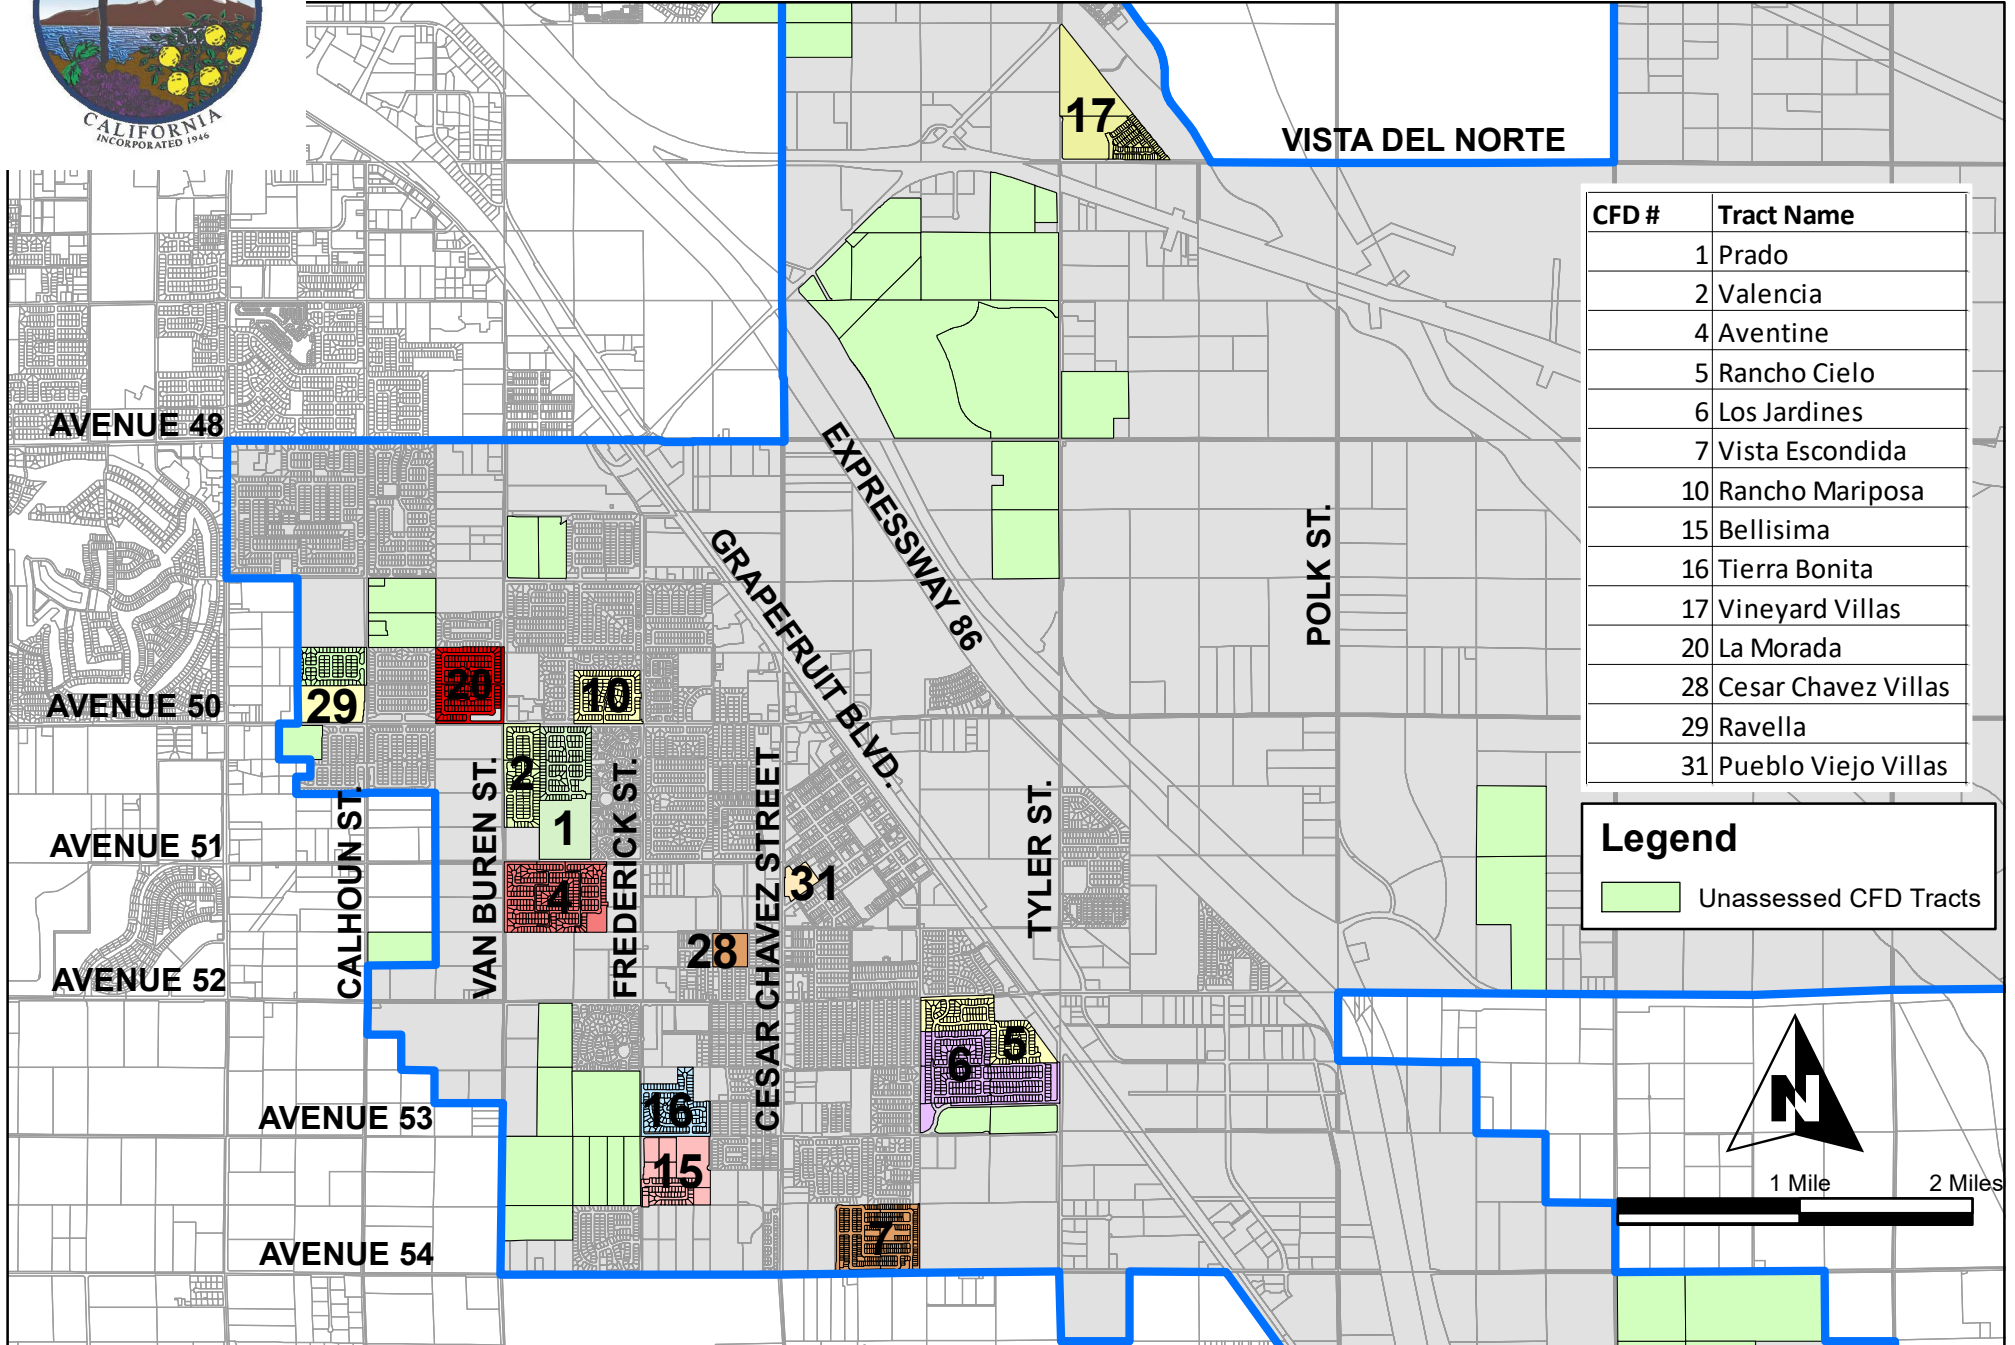 CALIFORNIA
INCORPORATED 1946
17
VISTA DEL NORTE
CFD # Tract Name
1 Prado
2 Valencia
4 Aventine
5 Rancho Cielo
6 Los Jardines
7 Vista Escondida
10 Rancho Mariposa
15 Bellisima
16 Tierra Bonita
17 Vineyard Villas
20 La Morada
28 Cesar Chavez Villas
29 Ravella
31 Pueblo Viejo Villas
AVENUE 48
EXPRESSWAY 86
GRAPEFRUIT BLVD.
POLK ST.
AVENUE 50
29
20
10
2
1
VAN BUREN ST.
FREDERICK ST.
CESAR CHAVEZ STREET
CALHOUN ST.
TYLER ST.
AVENUE 51
4
31
28
AVENUE 52
Legend
Unassessed CFD Tracts
5
6
16
AVENUE 53
15
7
AVENUE 54
N
1 Mile 2 Miles